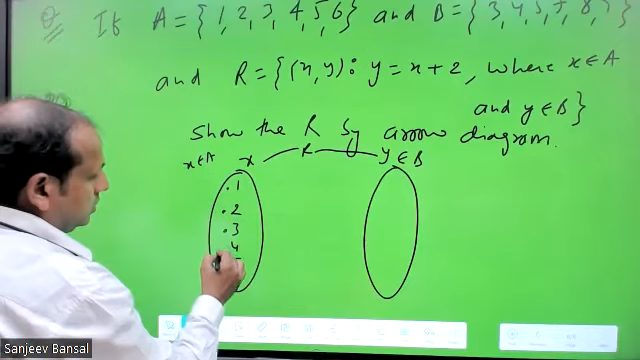 Q. If A = {1, 2, 3, 4, 5, 6} and B = {3, 4, 5, 7, 8, 9}
and R = {(x, y) : y = x + 2, where x ∈ A
and y ∈ B}
Show the R by arrow diagram.
x ∈ A x R y ∈ B
.1
.2
.3
4
Sanjeev Bansal